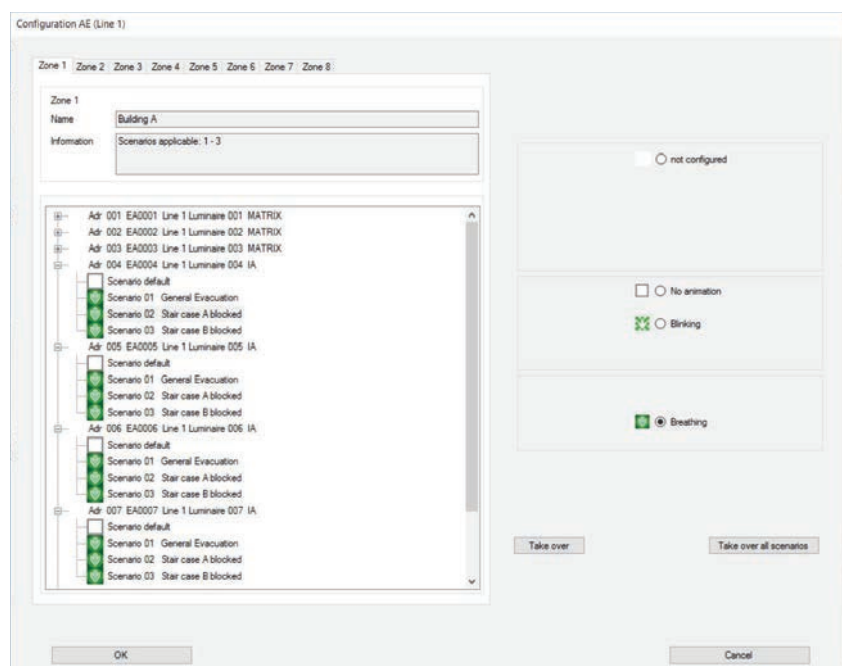 Configuration AE (Line 1)
Zone 1 Zone 2 Zone 3 Zone 4 Zone 5 Zone 6 Zone 7 Zone 8
Zone 1
Name Building A
Information Scenarios applicable: 1 - 3
Adr 001 EA0001 Line 1 Luminaire 001 MATRIX
Adr 002 EA0002 Line 1 Luminaire 002 MATRIX
Adr 003 EA0003 Line 1 Luminaire 003 MATRIX
Adr 004 EA0004 Line 1 Luminaire 004 IA
Scenario default
Scenario 01 General Evacuation
Scenario 02 Stair case A blocked
Scenario 03 Stair case B blocked
Adr 005 EA0005 Line 1 Luminaire 005 IA
Scenario default
Scenario 01 General Evacuation
Scenario 02 Stair case A blocked
Scenario 03 Stair case B blocked
Adr 006 EA0006 Line 1 Luminaire 006 IA
Scenario default
Scenario 01 General Evacuation
Scenario 02 Stair case A blocked
Scenario 03 Stair case B blocked
Adr 007 EA0007 Line 1 Luminaire 007 IA
Scenario default
Scenario 01 General Evacuation
Scenario 02 Stair case A blocked
Scenario 03 Stair case B blocked
not configured
No animation
Blinking
Breathing
Take over
Take over all scenarios
OK
Cancel